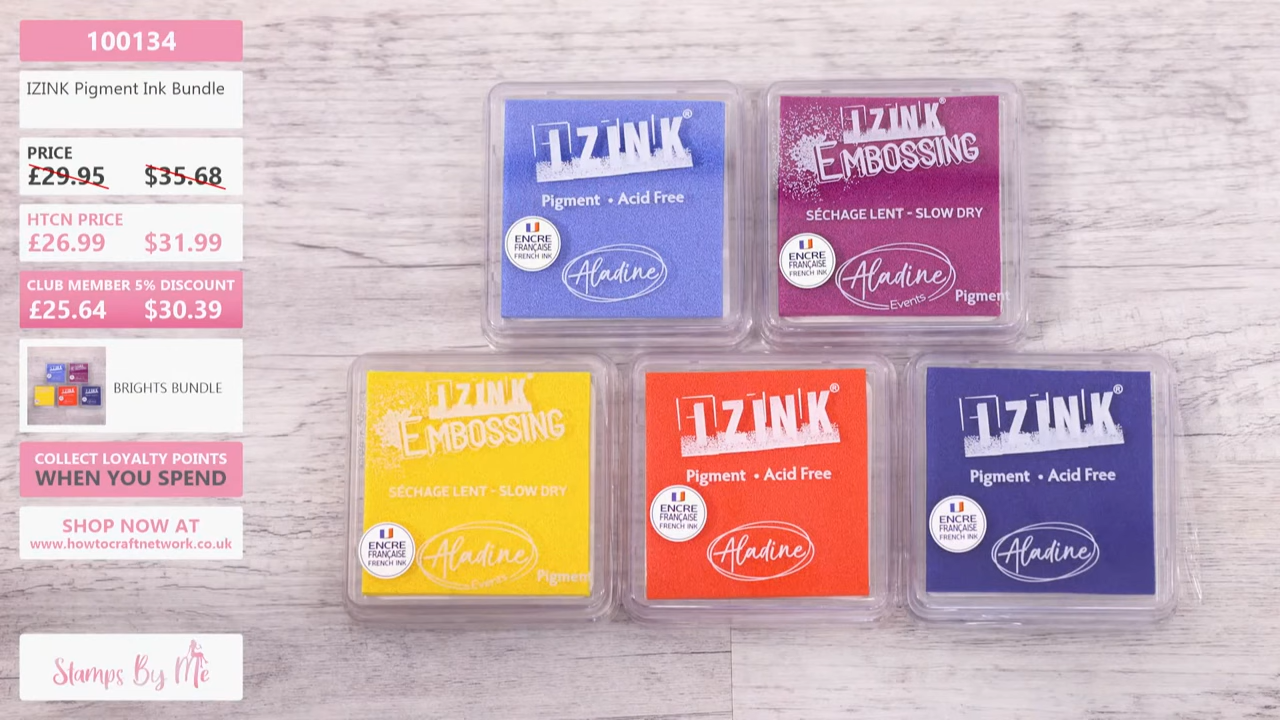 100134
IZINK Pigment Ink Bundle
PRICE
£29.95 $35.68
HTCN PRICE
£26.99 $31.99
CLUB MEMBER 5% DISCOUNT
£25.64 $30.39
BRIGHTS BUNDLE
COLLECT LOYALTY POINTS
WHEN YOU SPEND
SHOP NOW AT
www.howtocraftnetwork.co.uk
Stamps By Me
IZINK®
Pigment • Acid Free
ENCRE
FRANÇAISE
FRENCH INK
Aladine
IZINK®
EMBOSSING
SÉCHAGE LENT - SLOW DRY
ENCRE
FRANÇAISE
FRENCH INK
Aladine
Events
Pigment
IZINK®
EMBOSSING
SÉCHAGE LENT - SLOW DRY
ENCRE
FRANÇAISE
FRENCH INK
Aladine
Events
Pigment
IZINK®
Pigment • Acid Free
ENCRE
FRANÇAISE
FRENCH INK
Aladine
IZINK®
Pigment • Acid Free
ENCRE
FRANÇAISE
FRENCH INK
Aladine